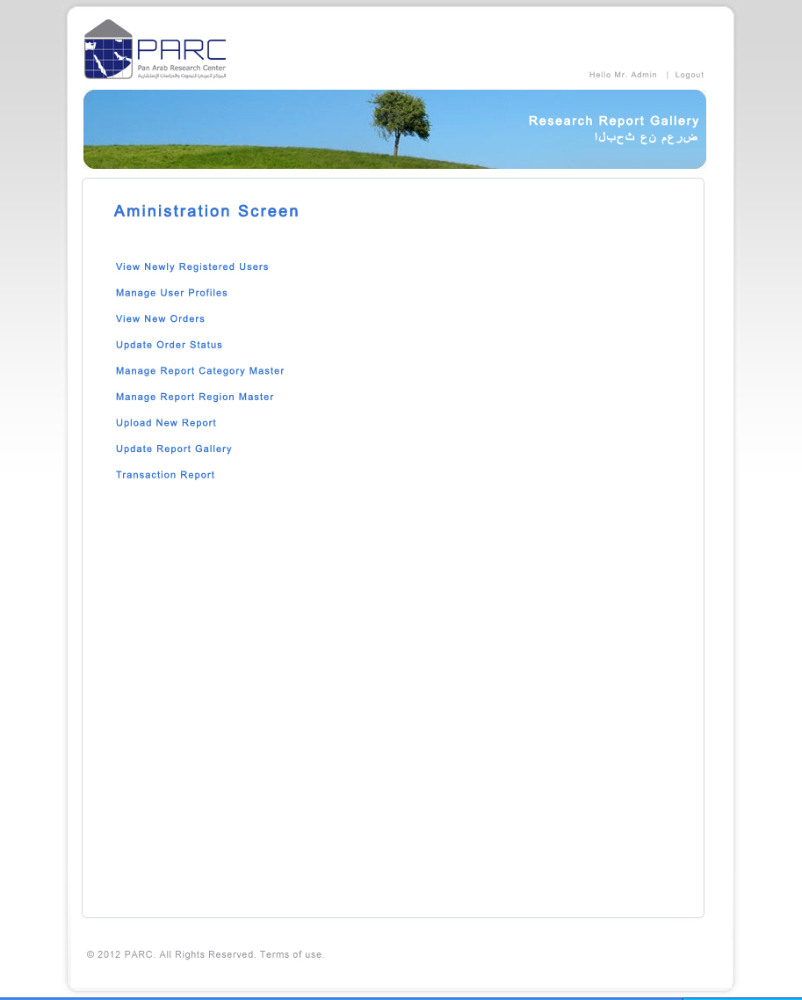 PARC
Pan Arab Research Center
المركز العربي للبحوث والدراسات الإستشارية
Hello Mr. Admin | Logout
Research Report Gallery
البحث عن معرض
Aministration Screen
View Newly Registered Users
Manage User Profiles
View New Orders
Update Order Status
Manage Report Category Master
Manage Report Region Master
Upload New Report
Update Report Gallery
Transaction Report
© 2012 PARC. All Rights Reserved. Terms of use.